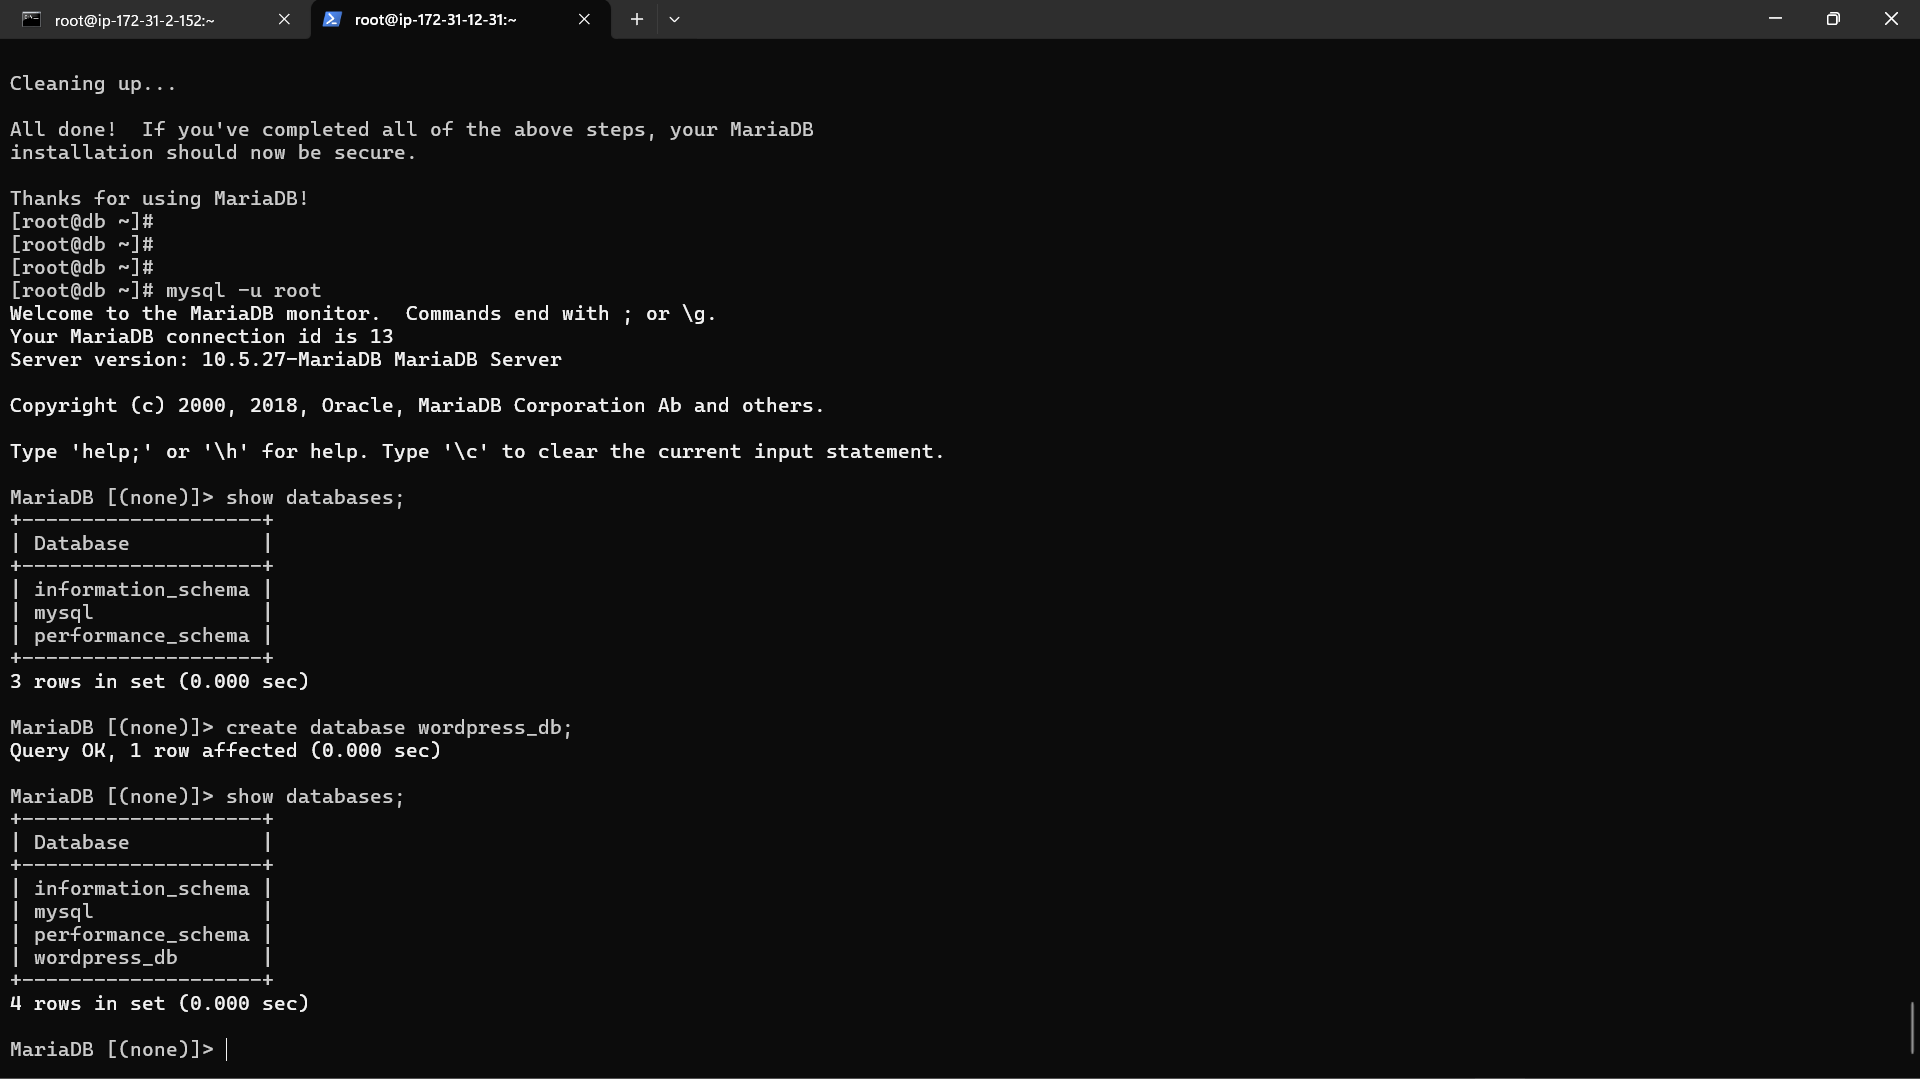 root@ip-172-31-2-152:~
root@ip-172-31-12-31:~
Cleaning up...
All done!  If you've completed all of the above steps, your MariaDB
installation should now be secure.
Thanks for using MariaDB!
[root@db ~]#
[root@db ~]#
[root@db ~]#
[root@db ~]# mysql -u root
Welcome to the MariaDB monitor.  Commands end with ; or \g.
Your MariaDB connection id is 13
Server version: 10.5.27-MariaDB MariaDB Server
Copyright (c) 2000, 2018, Oracle, MariaDB Corporation Ab and others.
Type 'help;' or '\h' for help. Type '\c' to clear the current input statement.
MariaDB [(none)]> show databases;
+--------------------+
| Database           |
+--------------------+
| information_schema |
| mysql              |
| performance_schema |
+--------------------+
3 rows in set (0.000 sec)
MariaDB [(none)]> create database wordpress_db;
Query OK, 1 row affected (0.000 sec)
MariaDB [(none)]> show databases;
+--------------------+
| Database           |
+--------------------+
| information_schema |
| mysql              |
| performance_schema |
| wordpress_db       |
+--------------------+
4 rows in set (0.000 sec)
MariaDB [(none)]>